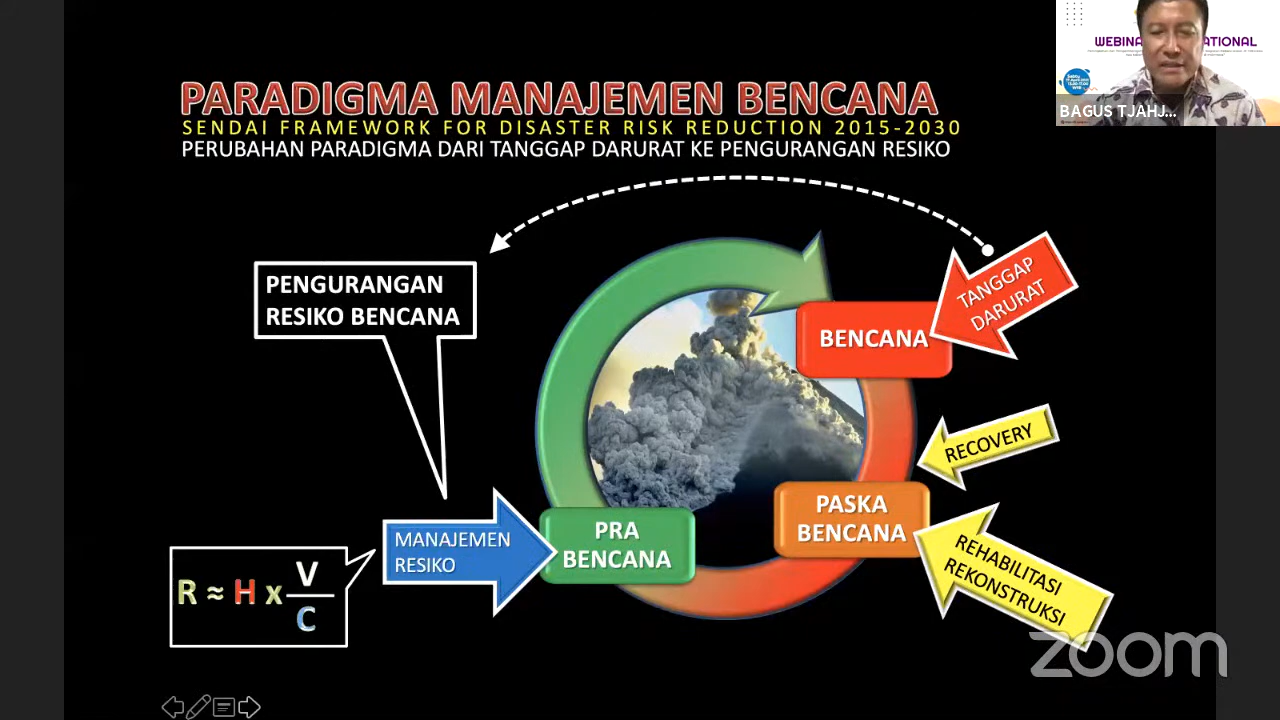 WEBINA
ATIONAL
Sabtu
BAGUS TJAHJ...
PARADIGMA MANAJEMEN BENCANA
SENDAI FRAMEWORK FOR DISASTER RISK REDUCTION 2015-2030
PERUBAHAN PARADIGMA DARI TANGGAP DARURAT KE PENGURANGAN RESIKO
PENGURANGAN
RESIKO BENCANA
TANGGAP
DARURAT
BENCANA
RECOVERY
PASKA
BENCANA
REHABILITASI
REKONSTRUKSI
MANAJEMEN
RESIKO
PRA
BENCANA
R ≈ H x V
C
zoom